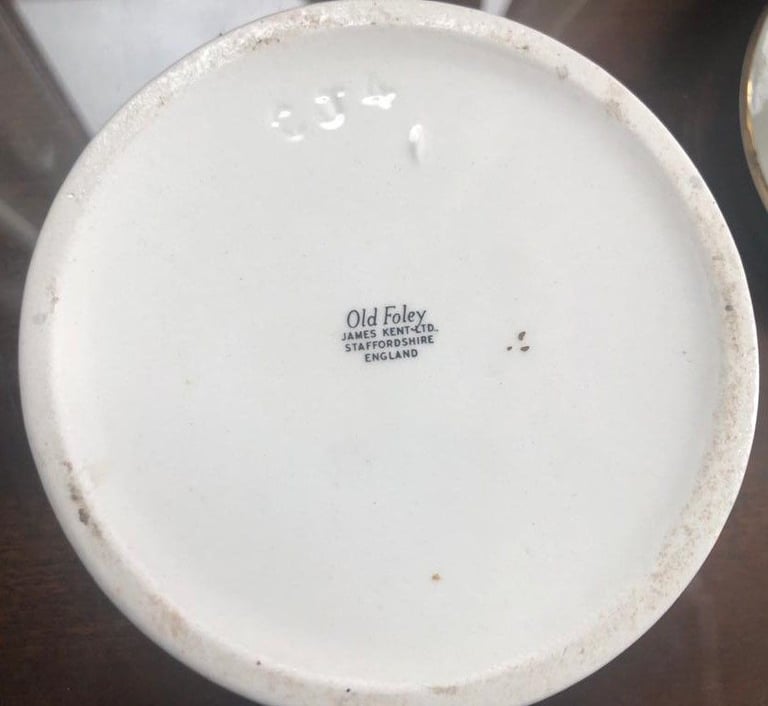 Old Foley
JAMES KENT LTD.
STAFFORDSHIRE
ENGLAND